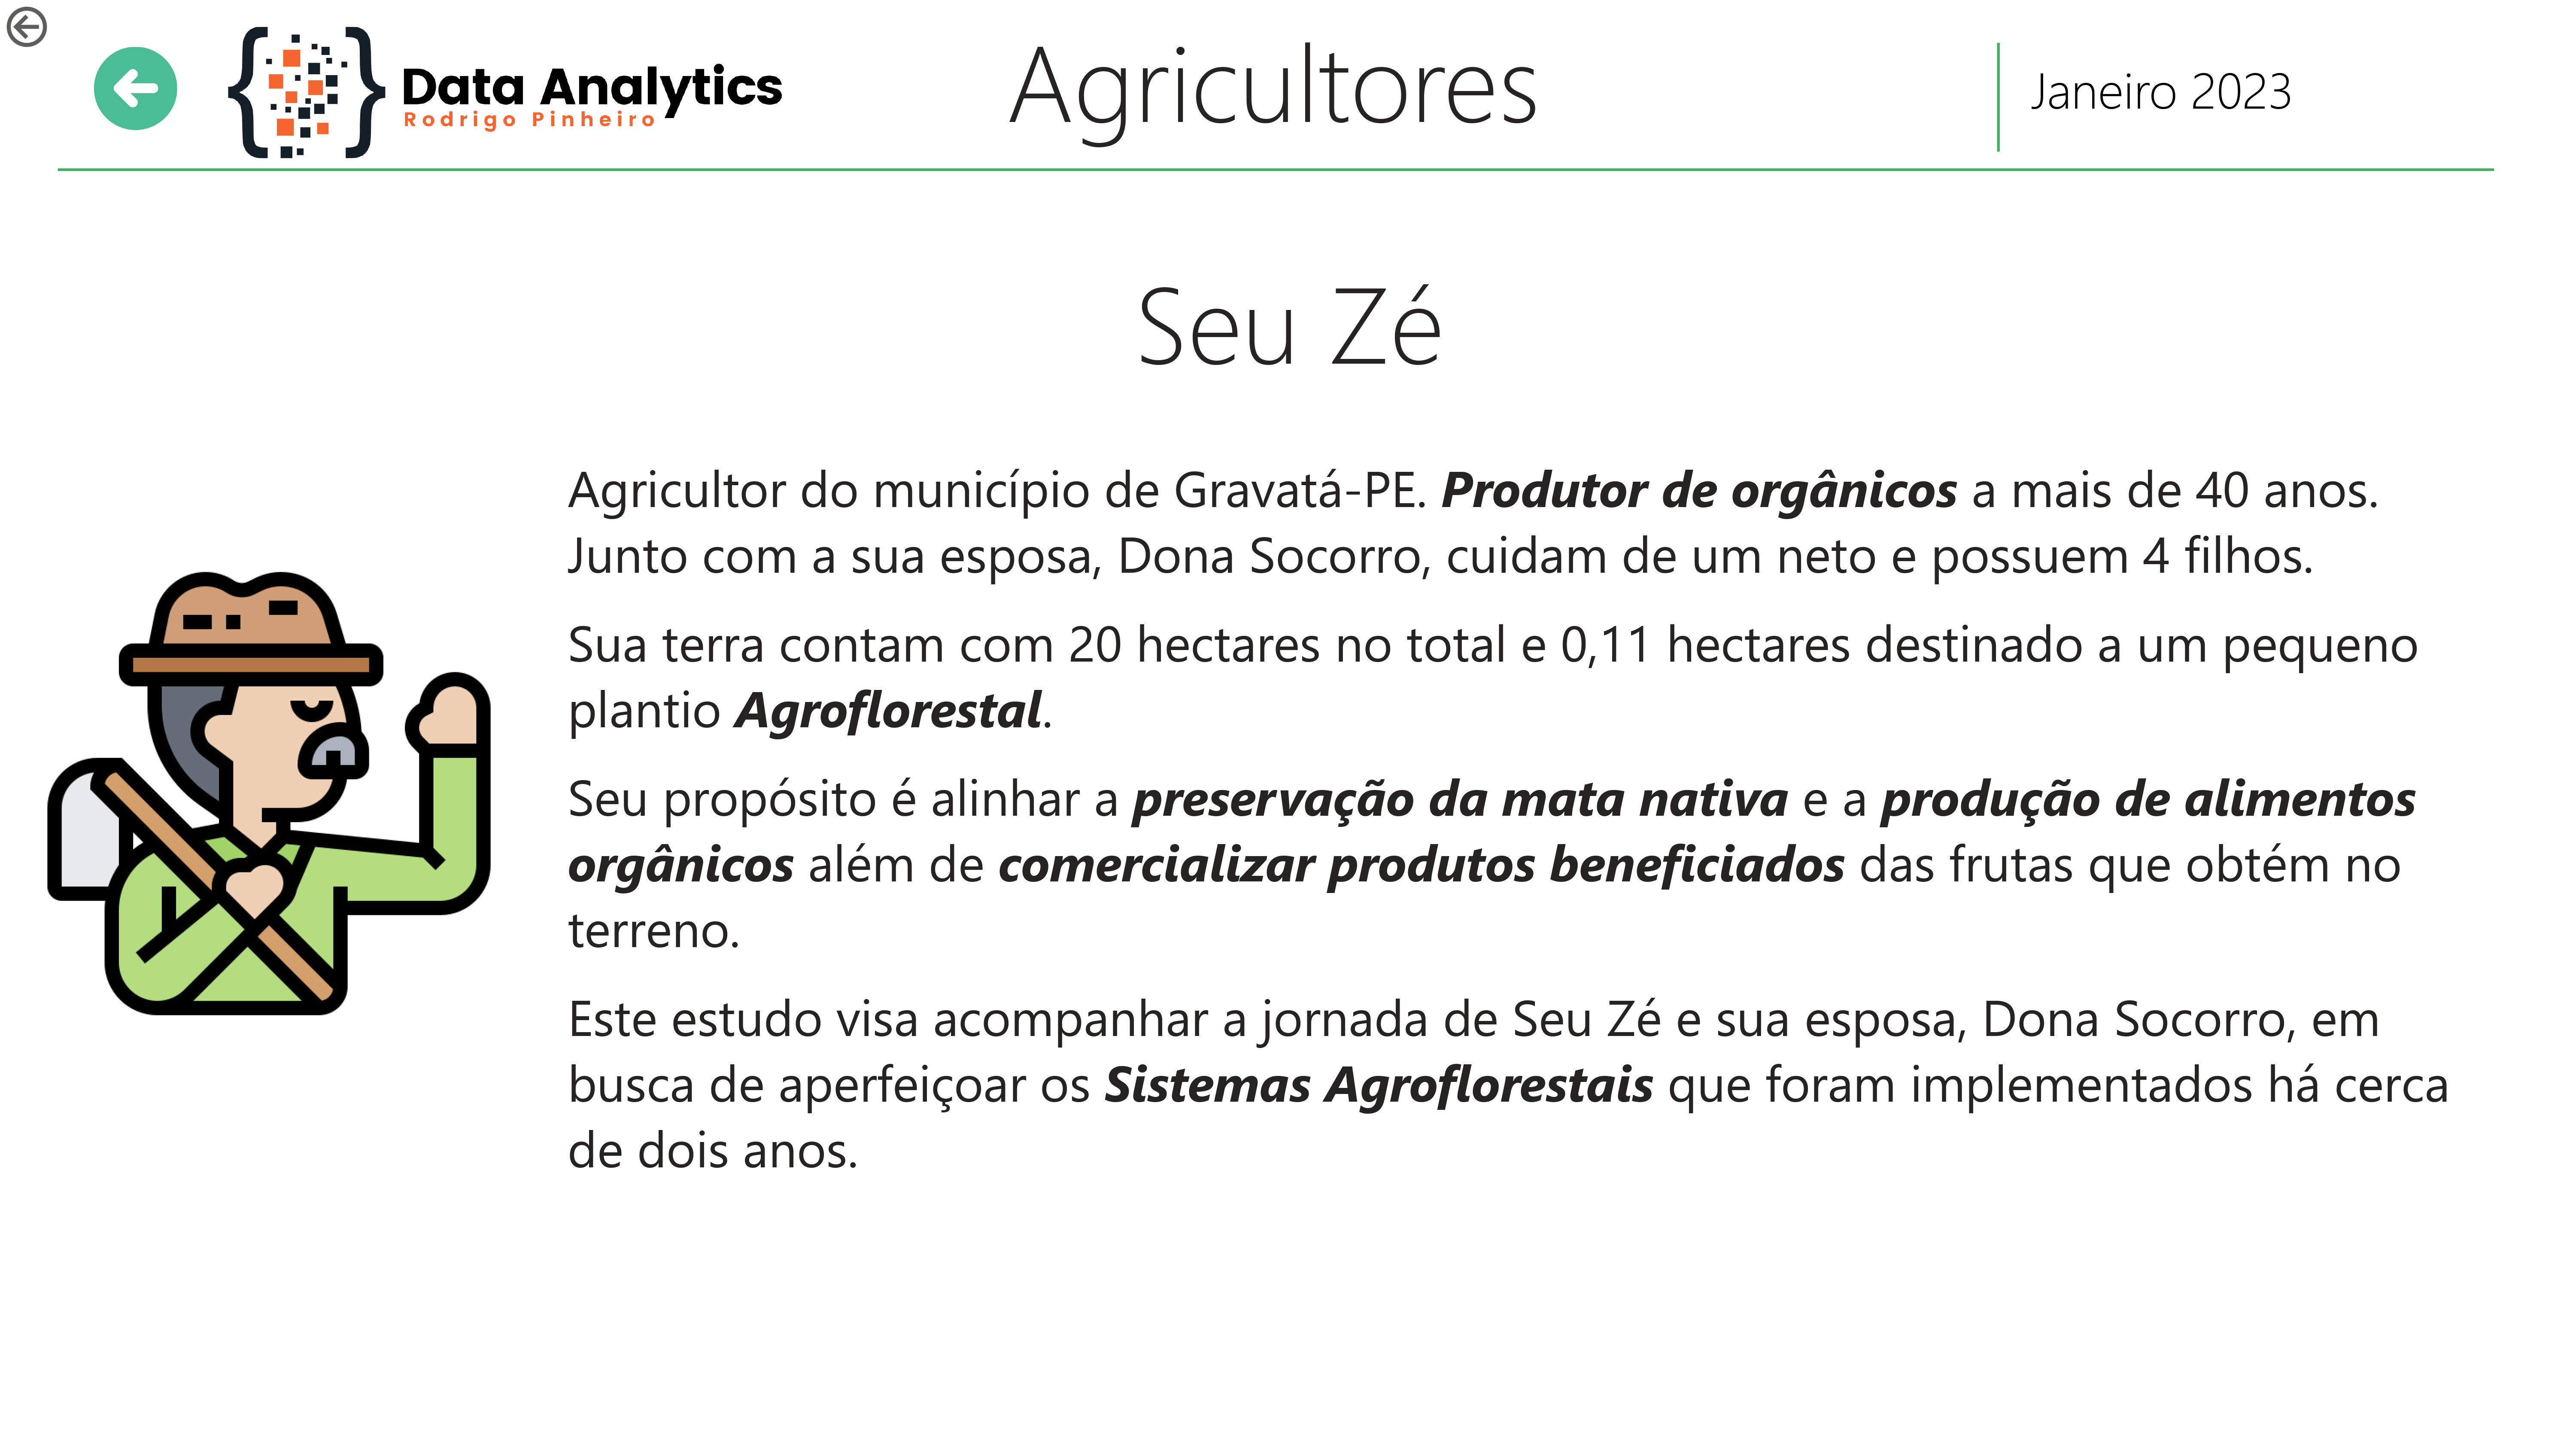 Data Analytics
Rodrigo Pinheiro
Agricultores
Janeiro 2023
Seu Zé
Agricultor do município de Gravatá-PE. Produtor de orgânicos a mais de 40 anos.
Junto com a sua esposa, Dona Socorro, cuidam de um neto e possuem 4 filhos.
Sua terra contam com 20 hectares no total e 0,11 hectares destinado a um pequeno
plantio Agroflorestal.
Seu propósito é alinhar a preservação da mata nativa e a produção de alimentos
orgânicos além de comercializar produtos beneficiados das frutas que obtém no
terreno.
Este estudo visa acompanhar a jornada de Seu Zé e sua esposa, Dona Socorro, em
busca de aperfeiçoar os Sistemas Agroflorestais que foram implementados há cerca
de dois anos.